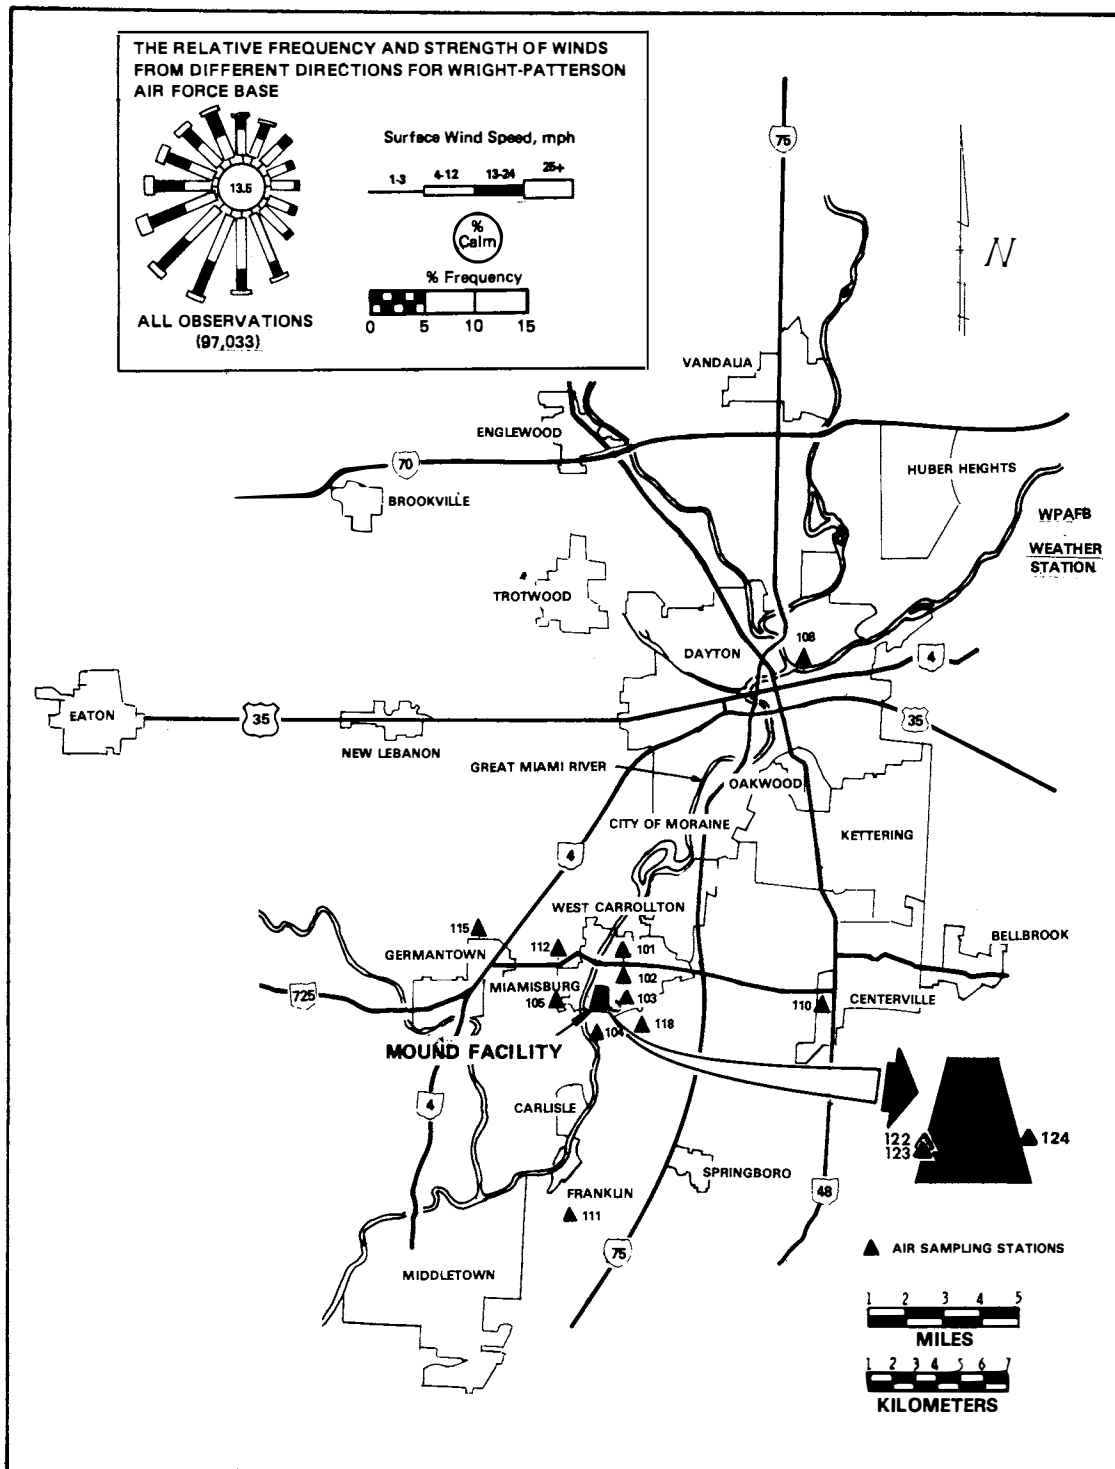 THE RELATIVE FREQUENCY AND STRENGTH OF WINDS
FROM DIFFERENT DIRECTIONS FOR WRIGHT-PATTERSON
AIR FORCE BASE
Surface Wind Speed, mph
1-3 4-12 13-24 25+
13.5
%
Calm
% Frequency
0 5 10 15
ALL OBSERVATIONS
(97,033)
75
N
VANDALIA
ENGLEWOOD
70
BROOKVILLE
HUBER HEIGHTS
WPAFB
WEATHER
STATION
TROTWOOD
108
DAYTON
4
EATON
35
35
NEW LEBANON
GREAT MIAMI RIVER
OAKWOOD
CITY OF MORAINE
KETTERING
4
WEST CARROLLTON
115
112
101
BELLBROOK
GERMANTOWN
102
MIAMISBURG
725
105
103
110
CENTERVILLE
118
104
MOUND FACILITY
4
CARLISLE
122
123
124
SPRINGBORO
48
FRANKLIN
111
75
AIR SAMPLING STATIONS
MIDDLETOWN
1 2 3 4 5
MILES
1 2 3 4 5 6 7
KILOMETERS